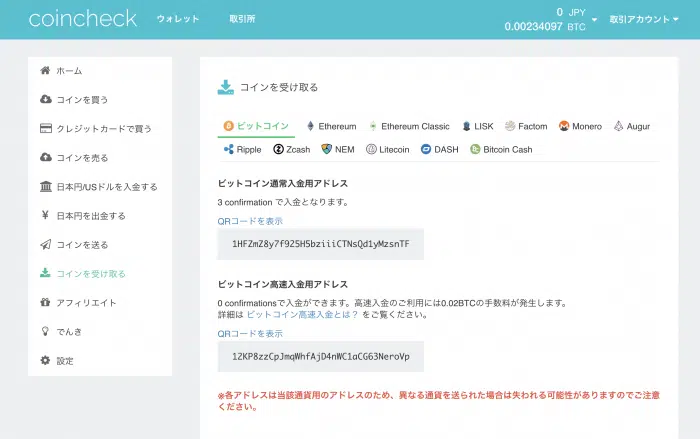 coincheck
ウォレット
取引所
0 JPY
0.00234097 BTC
取引アカウント
ホーム
コインを買う
クレジットカードで買う
コインを売る
日本円/USドルを入金する
日本円を出金する
コインを送る
コインを受け取る
アフィリエイト
でんき
設定
コインを受け取る
ビットコイン Ethereum Ethereum Classic LISK Factom Monero Augur
Ripple Zcash NEM Litecoin DASH Bitcoin Cash
ビットコイン通常入金用アドレス
3 confirmation で入金となります。
QRコードを表示
1HFZmZ8y7f925H5bziiiCTNsQd1yMzsnTF
ビットコイン高速入金用アドレス
0 confirmationsで入金ができます。高速入金のご利用には0.02BTCの手数料が発生します。
詳細は ビットコイン高速入金とは？ をご覧ください。
QRコードを表示
12KP8zzCpJmqWhfAjD4nWC1aCG63NeroVp
※各アドレスは当該通貨用のアドレスのため、異なる通貨を送られた場合は失われる可能性がありますのでご注意
ください。